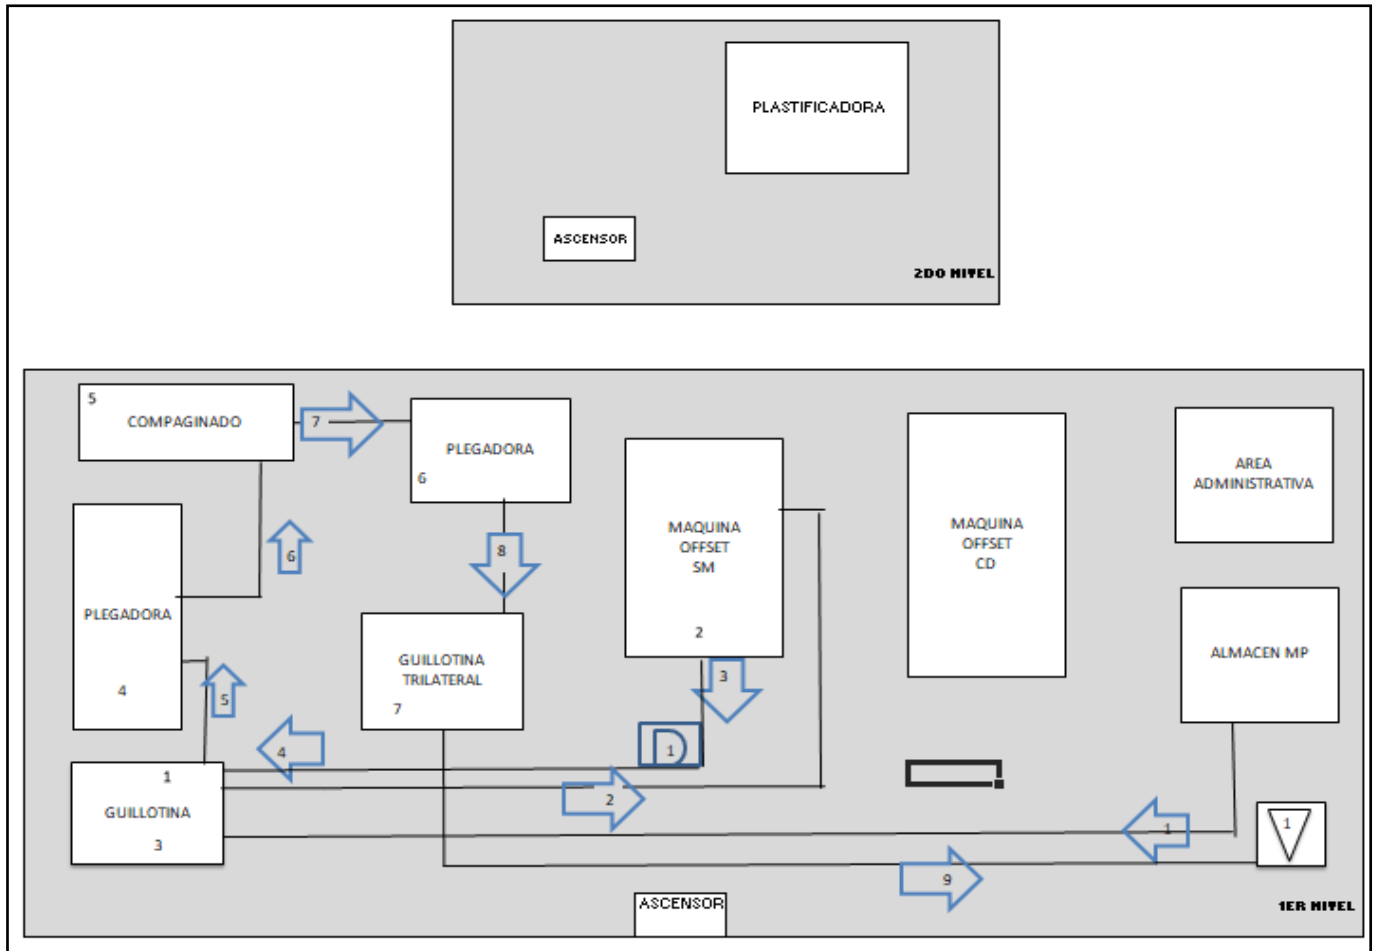 PLASTIFICADORA
ASCENSOR
2DO NITEL
5
COMPAGINADO
7
PLEGADORA
6
MAQUINA
OFFSET
SM
2
MAQUINA
OFFSET
CD
AREA
ADMINISTRATIVA
6
8
PLEGADORA
4
5
GUILLOTINA
TRILATERAL
7
3
ALMACEN MP
4
D 1
1
GUILLOTINA
3
2
1
1
9
ASCENSOR
1ER NITEL